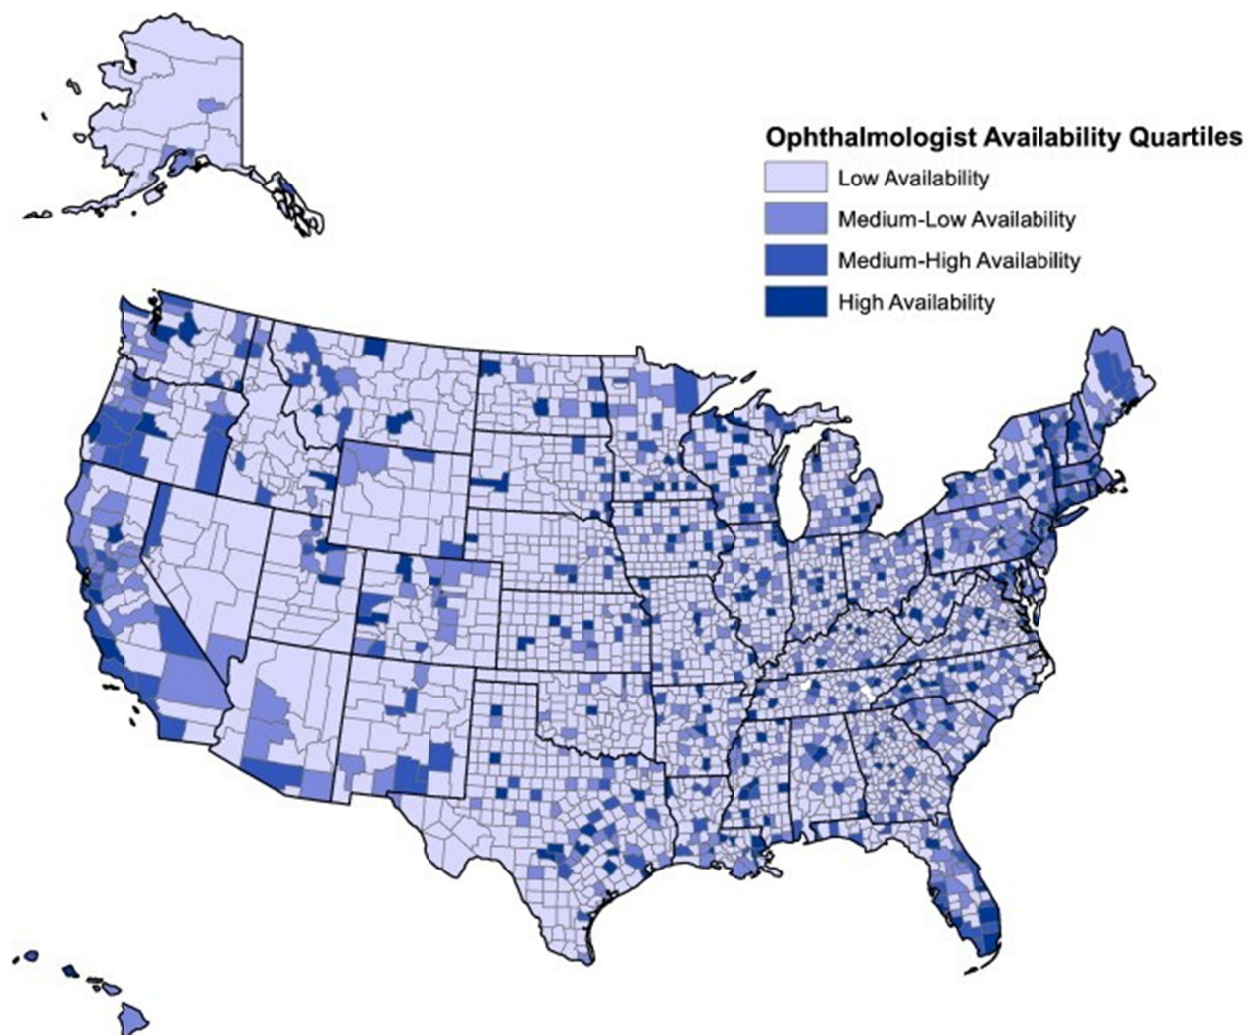 Ophthalmologist Availability Quartiles
Low Availability
Medium-Low Availability
Medium-High Availability
High Availability